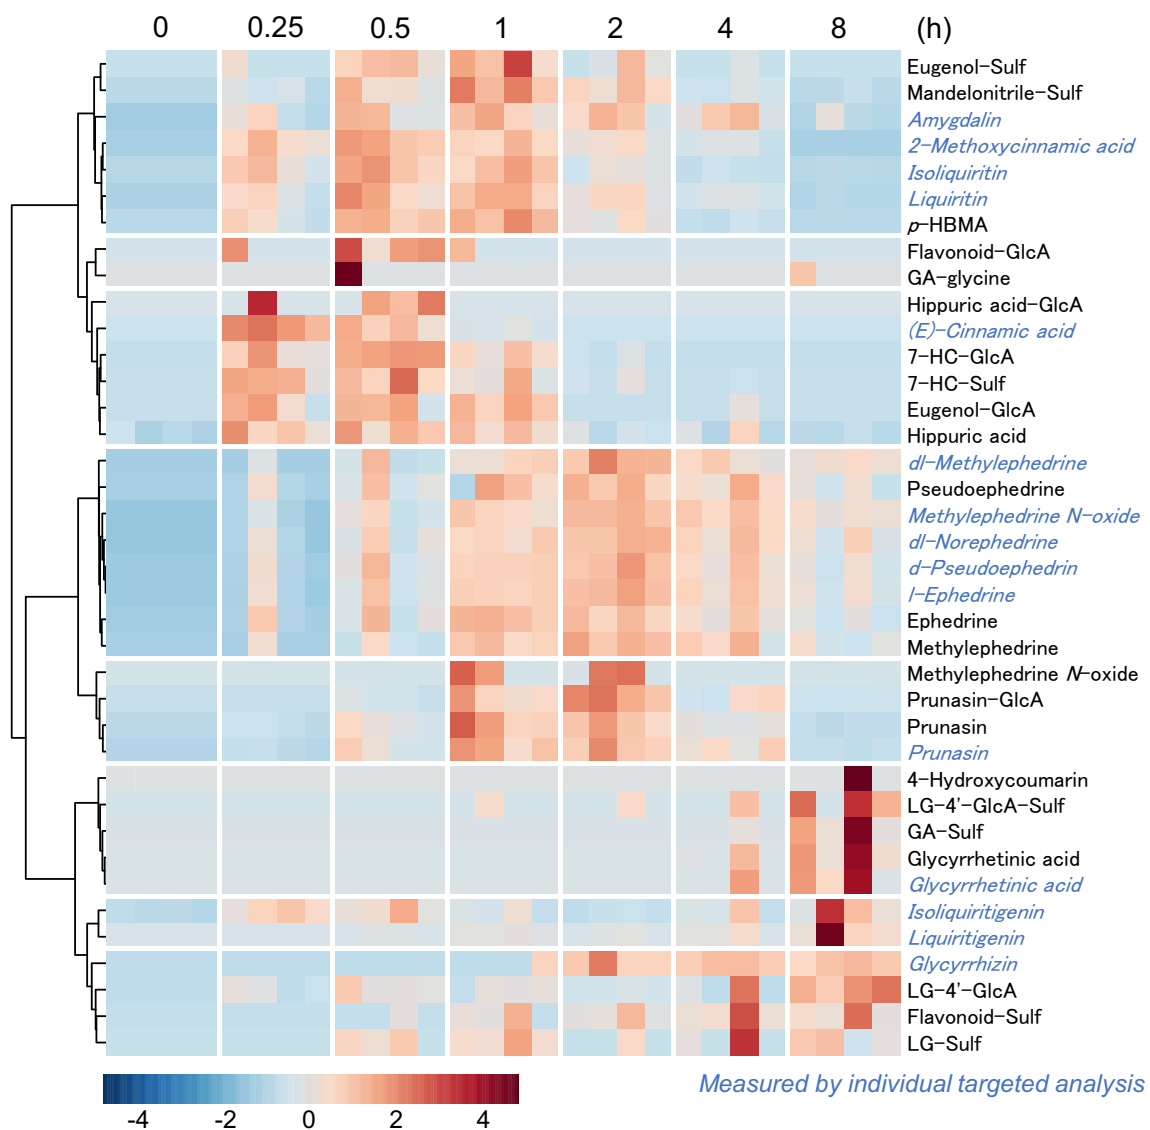 0 0.25 0.5 1 2 4 8 (h)
Eugenol-Sulf
Mandelonitrile-Sulf
Amygdalin
2-Methoxycinnamic acid
Isoliquiritin
Liquiritin
p-HBMA
Flavonoid-GlcA
GA-glycine
Hippuric acid-GlcA
(E)-Cinnamic acid
7-HC-GlcA
7-HC-Sulf
Eugenol-GlcA
Hippuric acid
dl-Methylephedrine
Pseudoephedrine
Methylephedrine N-oxide
dl-Norephedrine
d-Pseudoephedrin
l-Ephedrine
Ephedrine
Methylephedrine
Methylephedrine N-oxide
Prunasin-GlcA
Prunasin
Prunasin
4-Hydroxycoumarin
LG-4'-GlcA-Sulf
GA-Sulf
Glycyrrhetinic acid
Glycyrrhetinic acid
Isoliquiritigenin
Liquiritigenin
Glycyrrhizin
LG-4'-GlcA
Flavonoid-Sulf
LG-Sulf
Measured by individual targeted analysis
-4 -2 0 2 4